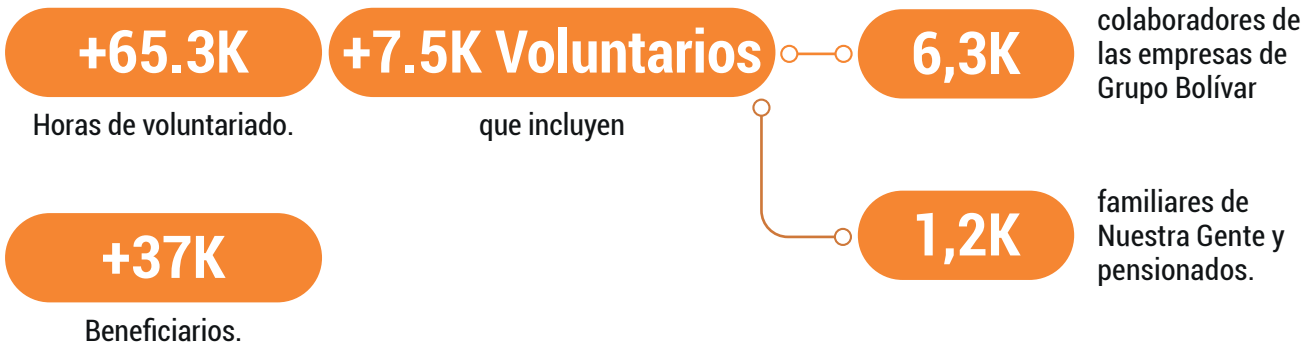 +65.3K
Horas de voluntariado.
+7.5K Voluntarios
que incluyen
6,3K
colaboradores de
las empresas de
Grupo Bolívar
1,2K
familiares de
Nuestra Gente y
pensionados.
+37K
Beneficiarios.